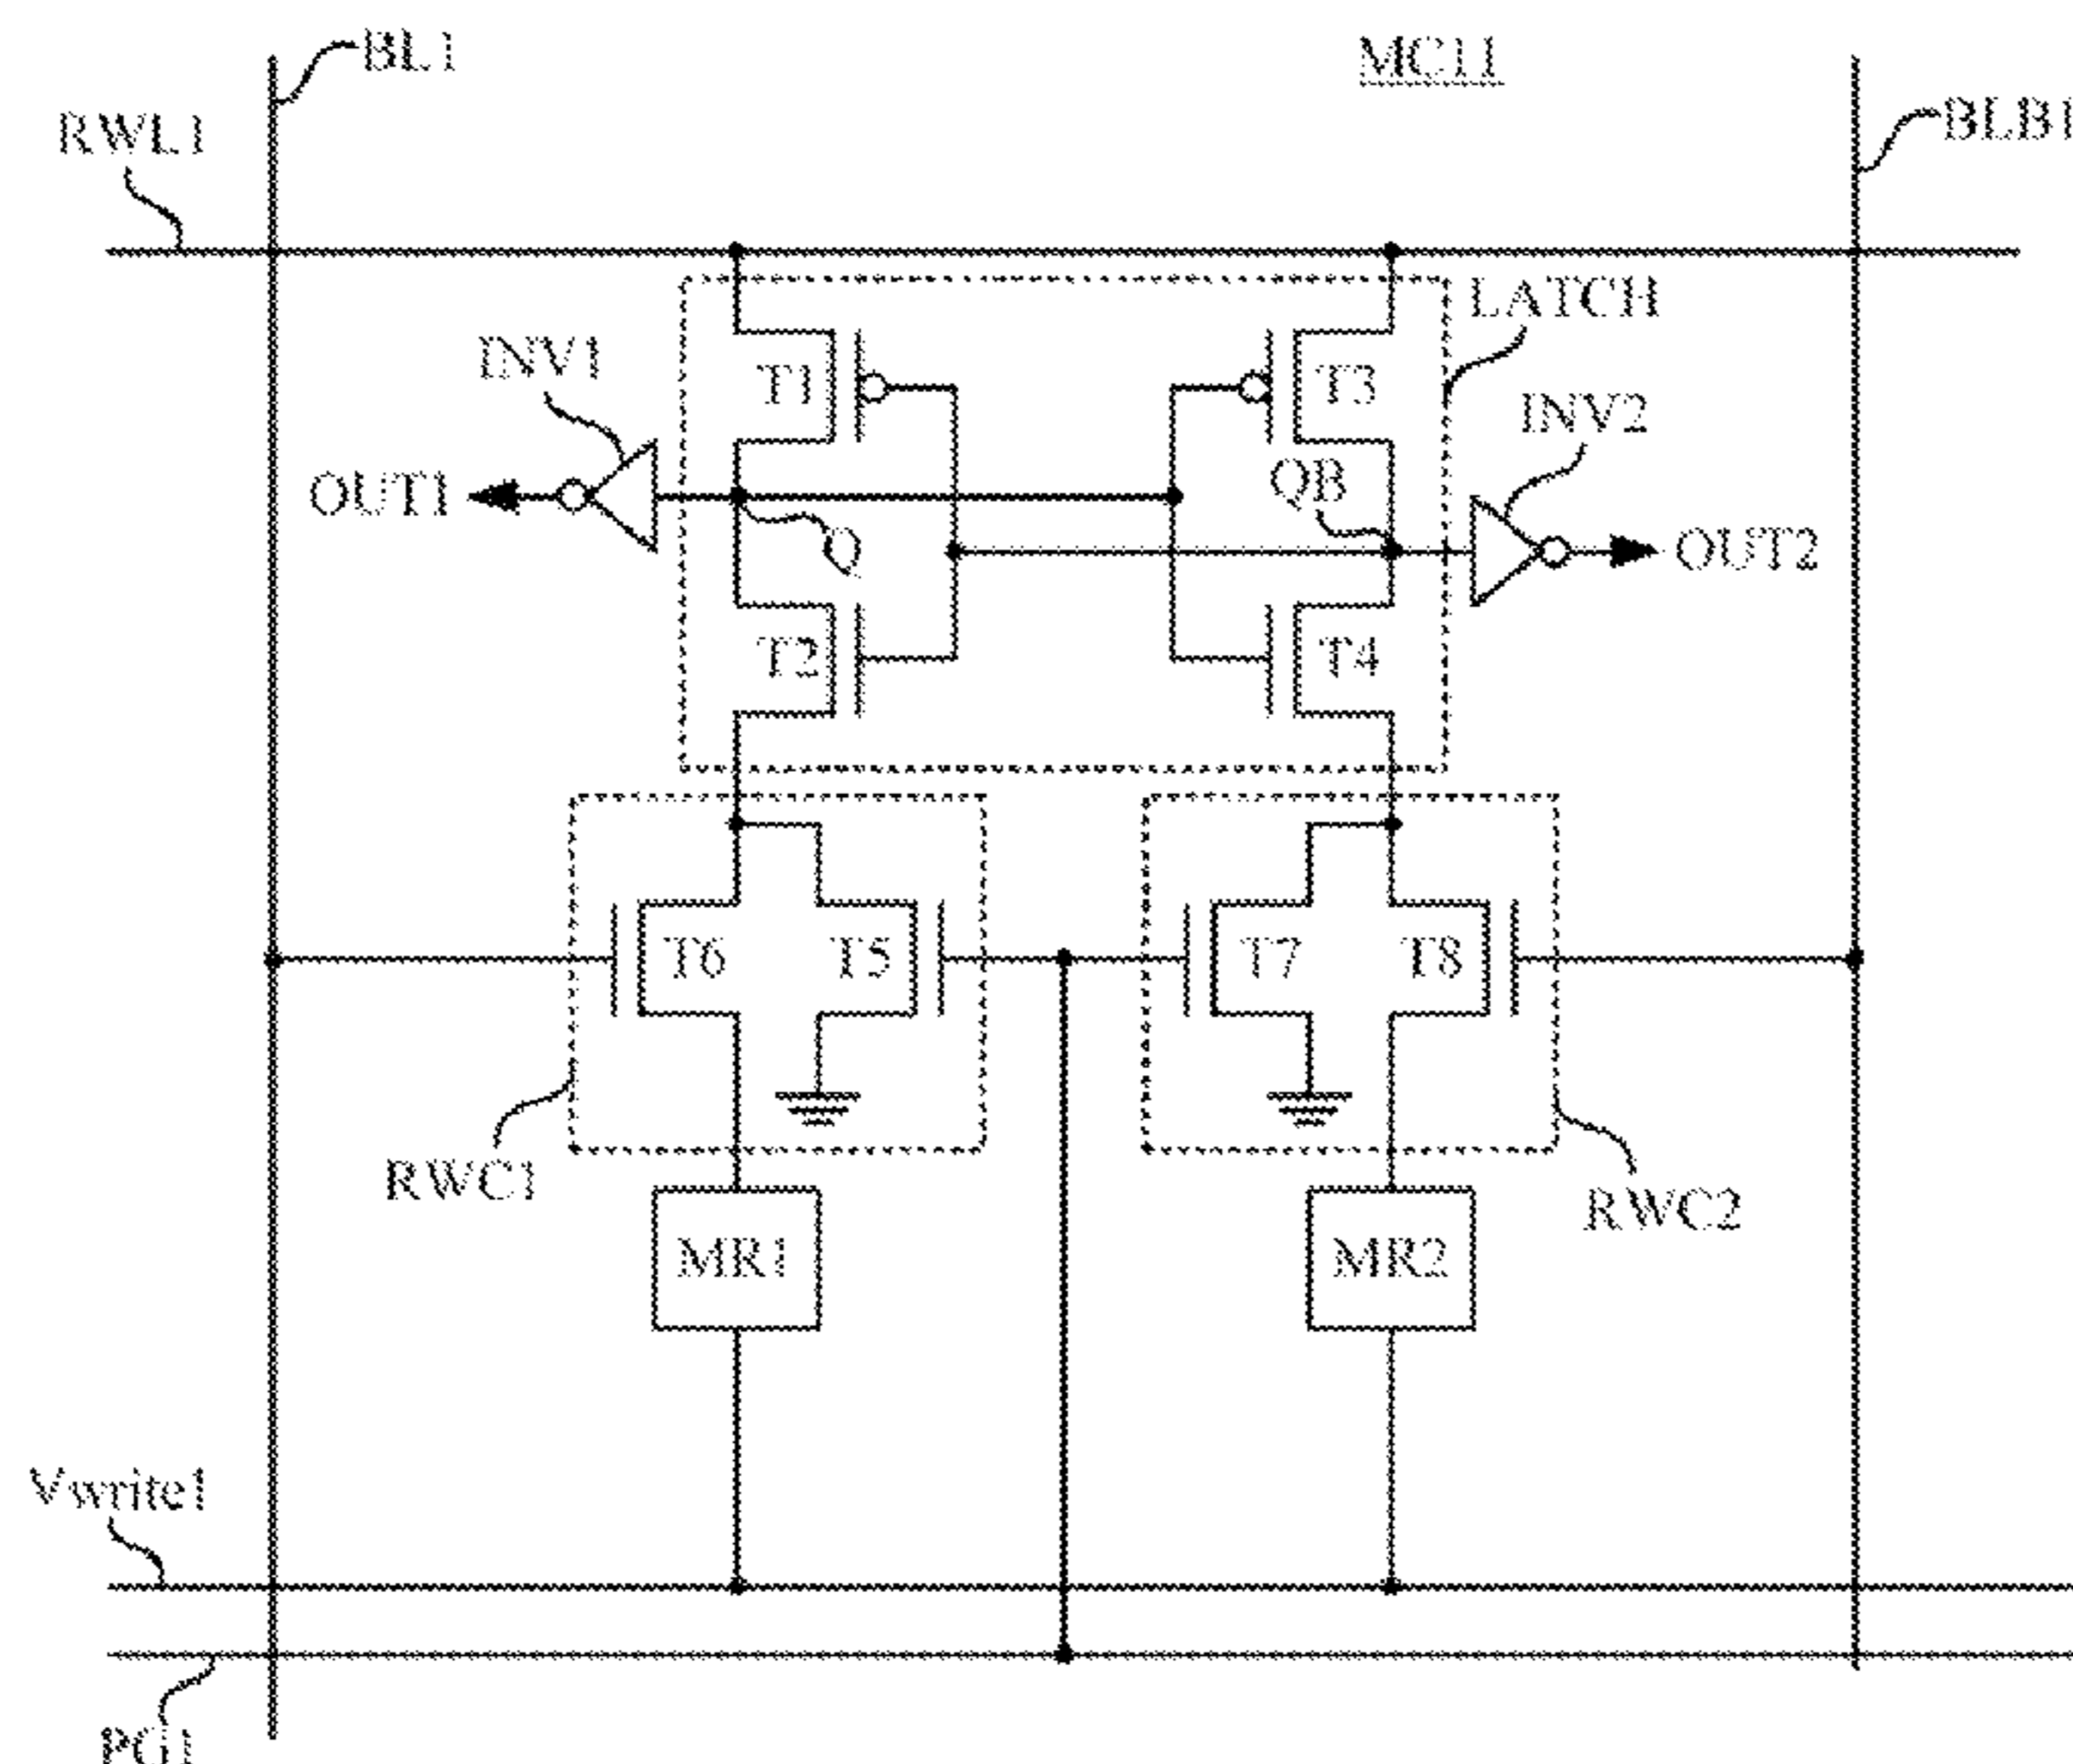 BL1
MC11
BLB1
RWL1
LATCH
INV1
T1
T3
INV2
OUT1
QB
Q
OUT2
T2
T4
T6
T5
T7
T8
RWC1
RWC2
MR1
MR2
Vwrite1
PG1